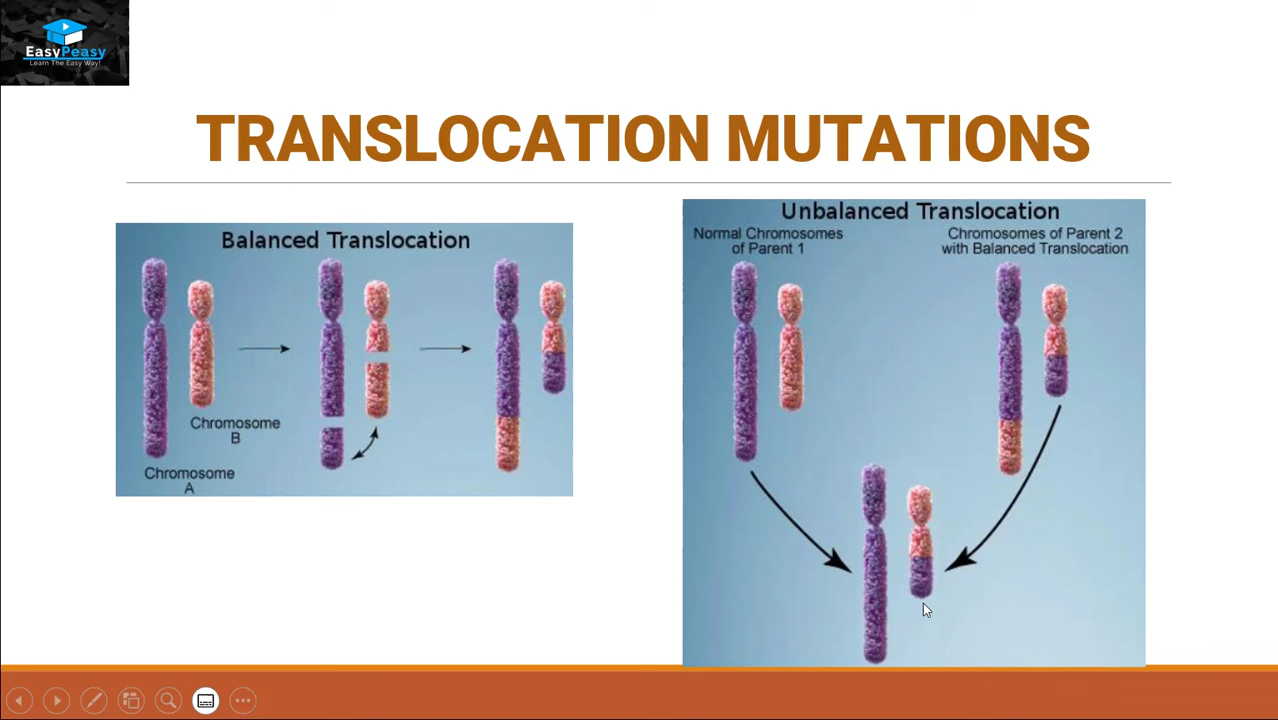 EasyPeasy
Learn The Easy Way!
TRANSLOCATION MUTATIONS
Balanced Translocation
Chromosome
B
Chromosome
A
Unbalanced Translocation
Normal Chromosomes
of Parent 1
Chromosomes of Parent 2
with Balanced Translocation